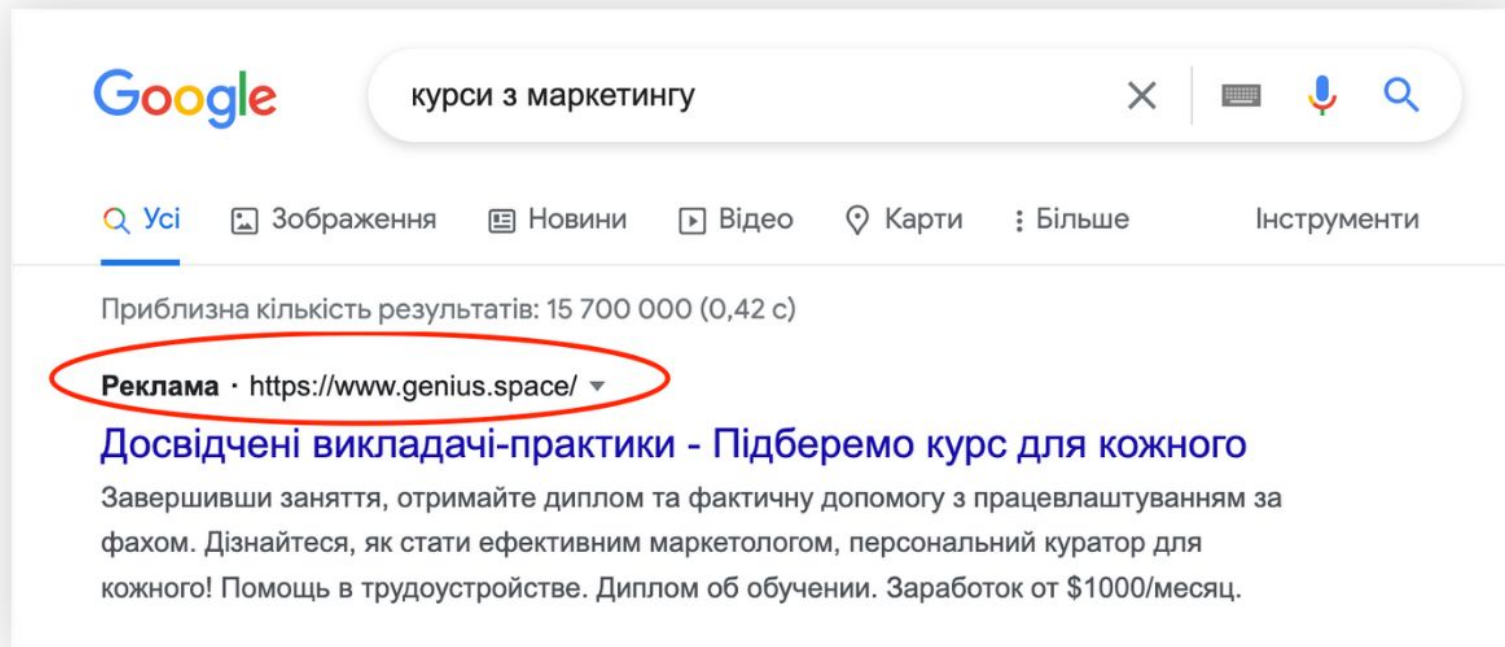 Google
курси з маркетингу
Усі Зображення Новини Відео Карти Більше Інструменти
Приблизна кількість результатів: 15 700 000 (0,42 с)
Реклама · https://www.genius.space/
Досвідчені викладачі-практики - Підберемо курс для кожного
Завершивши заняття, отримайте диплом та фактичну допомогу з працевлаштуванням за
фахом. Дізнайтеся, як стати ефективним маркетологом, персональний куратор для
кожного! Помощь в трудоустройстве. Диплом об обучении. Заработок от $1000/месяц.